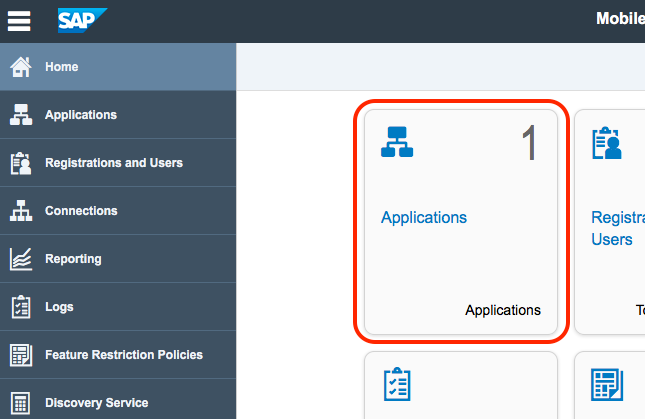 SAP
Mobile
Home
Applications
Registrations and Users
Connections
Reporting
Logs
Feature Restriction Policies
Discovery Service
1
Applications
Applications
Registra
Users
To